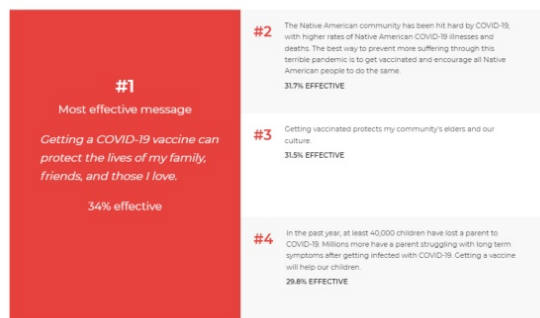 #1
Most effective message
Getting a COVID-19 vaccine can
protect the lives of my family,
friends, and those I love.
34% effective
#2
The Native American community has been hit hard by COVID-19,
with higher rates of Native American COVID-19 illnesses and
deaths. The best way to prevent more suffering through this
terrible pandemic is to get vaccinated and encourage all Native
American people to do the same.
31.7% EFFECTIVE
#3
Getting vaccinated protects my community's elders and our
culture.
31.5% EFFECTIVE
#4
In the past year, at least 40,000 children have lost a parent to
COVID-19. Millions more have a parent struggling with long term
symptoms after getting infected with COVID-19. Getting a vaccine
will help our children.
29.8% EFFECTIVE